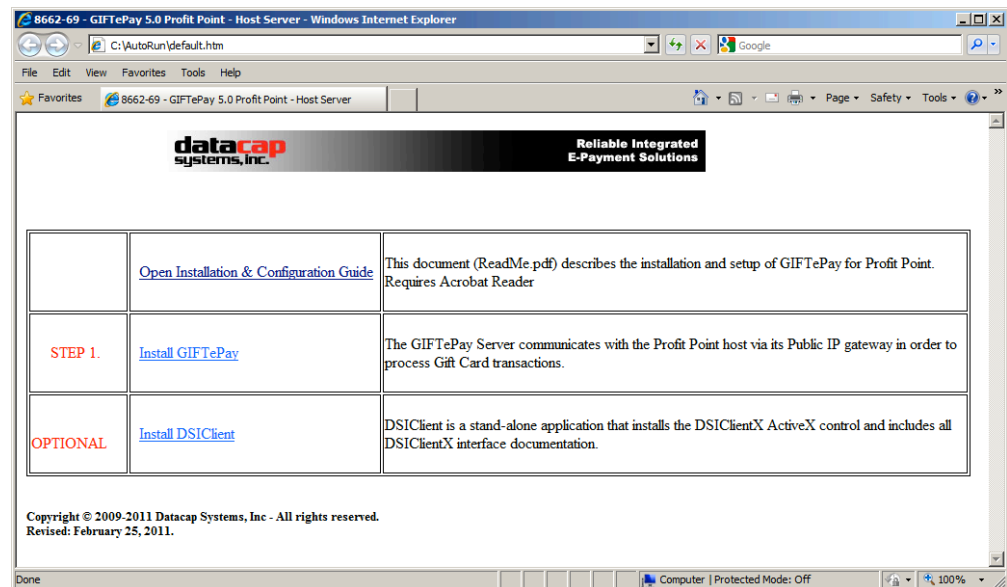 8662-69 - GIFTePay 5.0 Profit Point - Host Server - Windows Internet Explorer
C:\AutoRun\default.htm
Google
File Edit View Favorites Tools Help
Favorites
8662-69 - GIFTePay 5.0 Profit Point - Host Server
Page Safety Tools
datacap
systems, inc.
Reliable Integrated
E-Payment Solutions
Open Installation & Configuration Guide
This document (ReadMe.pdf) describes the installation and setup of GIFTePay for Profit Point.
Requires Acrobat Reader
STEP 1.
Install GIFTePay
The GIFTePay Server communicates with the Profit Point host via its Public IP gateway in order to
process Gift Card transactions.
OPTIONAL
Install DSIClient
DSIClient is a stand-alone application that installs the DSIClientX ActiveX control and includes all
DSIClientX interface documentation.
Copyright © 2009-2011 Datacap Systems, Inc - All rights reserved.
Revised: February 25, 2011.
Done
Computer | Protected Mode: Off
100%